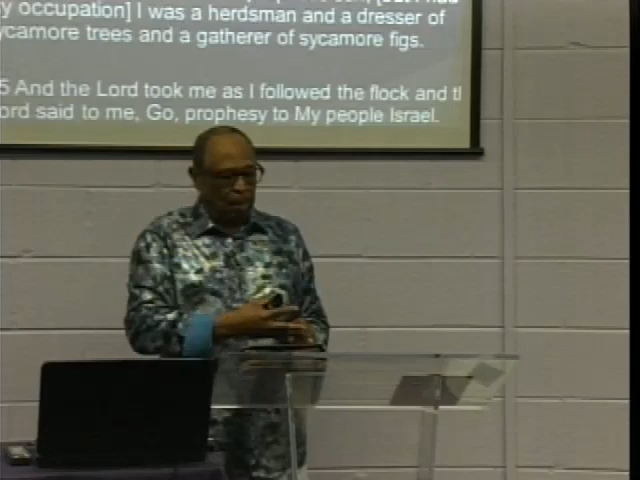 y occupation] I was a herdsman and a dresser of
ycamore trees and a gatherer of sycamore figs.
5 And the Lord took me as I followed the flock and t
ord said to me, Go, prophesy to My people Israel.